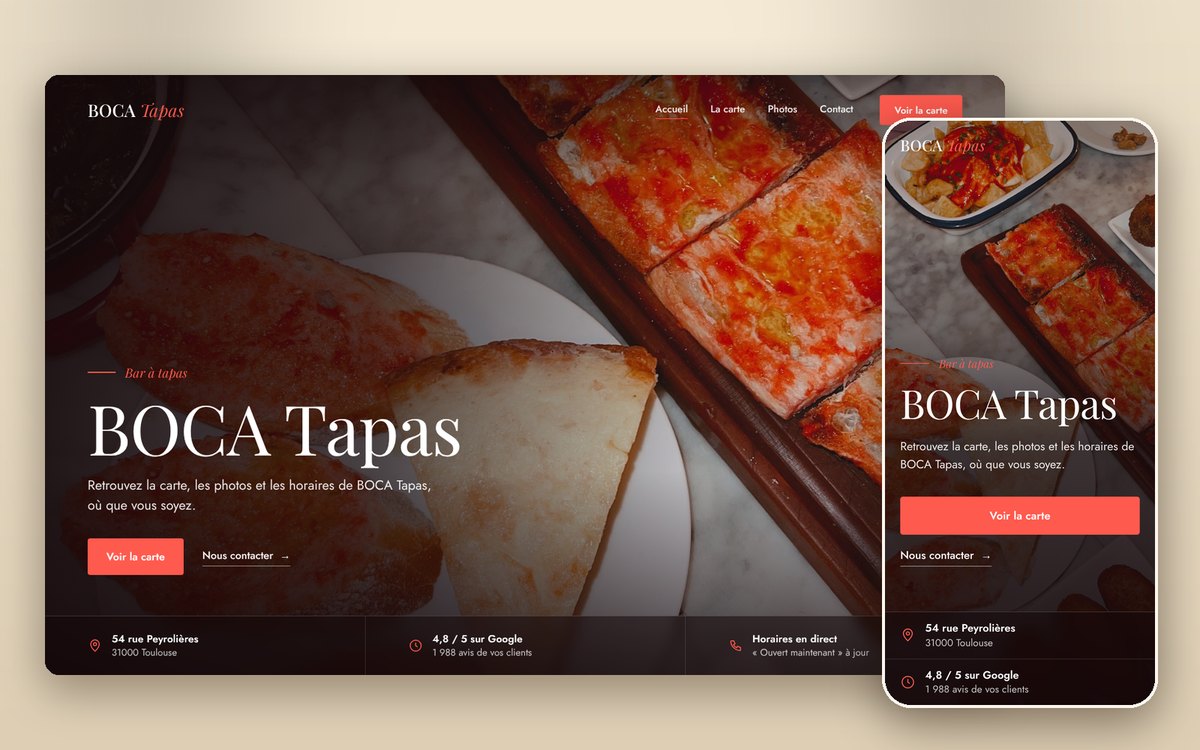 BOCA Tapas
Accueil
La carte
Photos
Contact
Voir la carte
Bar à tapas
BOCA Tapas
Retrouvez la carte, les photos et les horaires de BOCA Tapas,
où que vous soyez.
Voir la carte
Nous contacter →
54 rue Peyrolières
31000 Toulouse
4,8 / 5 sur Google
1 988 avis de vos clients
Horaires en direct
« Ouvert maintenant » à jour
BOCA Tapas
Bar à tapas
BOCA Tapas
Retrouvez la carte, les photos et les horaires de
BOCA Tapas, où que vous soyez.
Voir la carte
Nous contacter →
54 rue Peyrolières
31000 Toulouse
4,8 / 5 sur Google
1 988 avis de vos clients